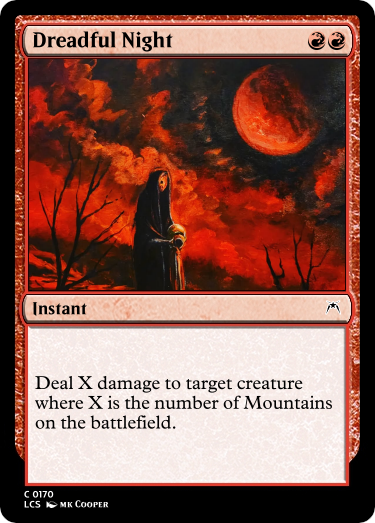 Dreadful Night
Instant
Deal X damage to target creature
where X is the number of Mountains
on the battlefield.
C 0170
LCS MK COOPER